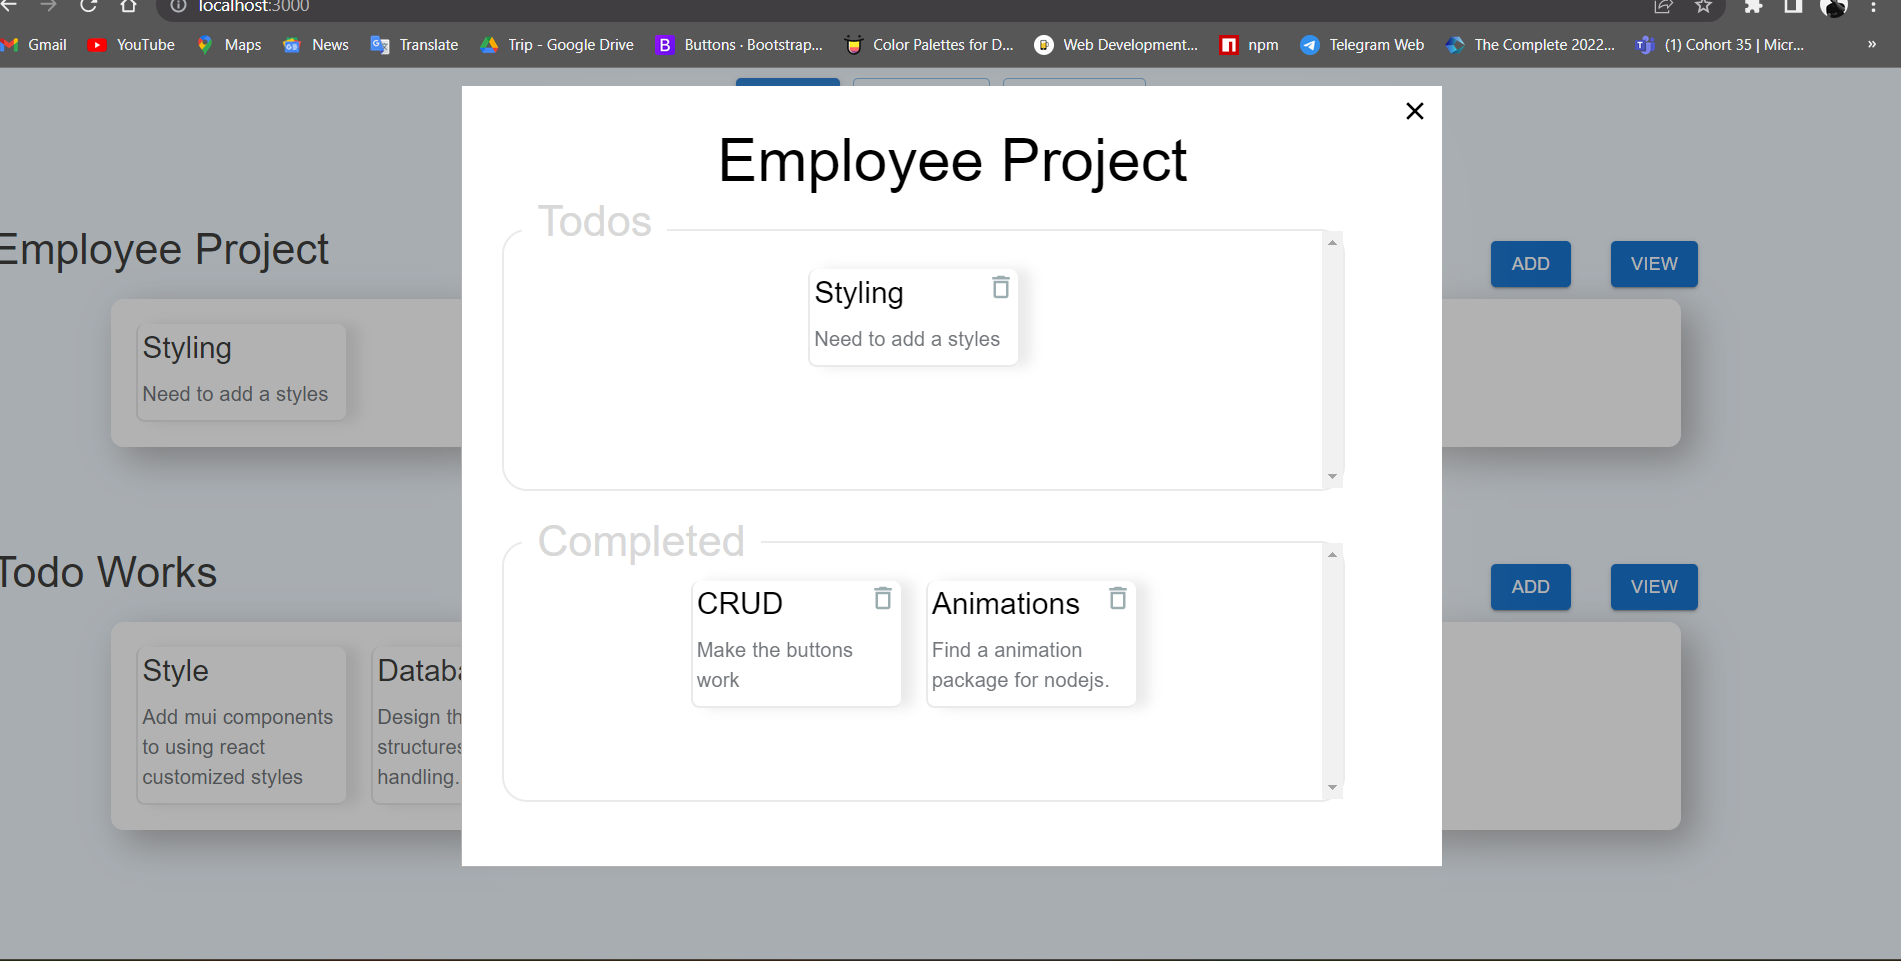 localhost:3000
Gmail YouTube Maps News Translate Trip - Google Drive Buttons · Bootstrap... Color Palettes for D... Web Development... npm Telegram Web The Complete 2022... (1) Cohort 35 | Micr... »
Employee Project
Todos
Styling
Need to add a styles
Completed
CRUD
Make the buttons
work
Animations
Find a animation
package for nodejs.
Employee Project
ADD VIEW
Styling
Need to add a styles
Todo Works
ADD VIEW
Style
Add mui components
to using react
customized styles
Databa
Design th
structures
handling.